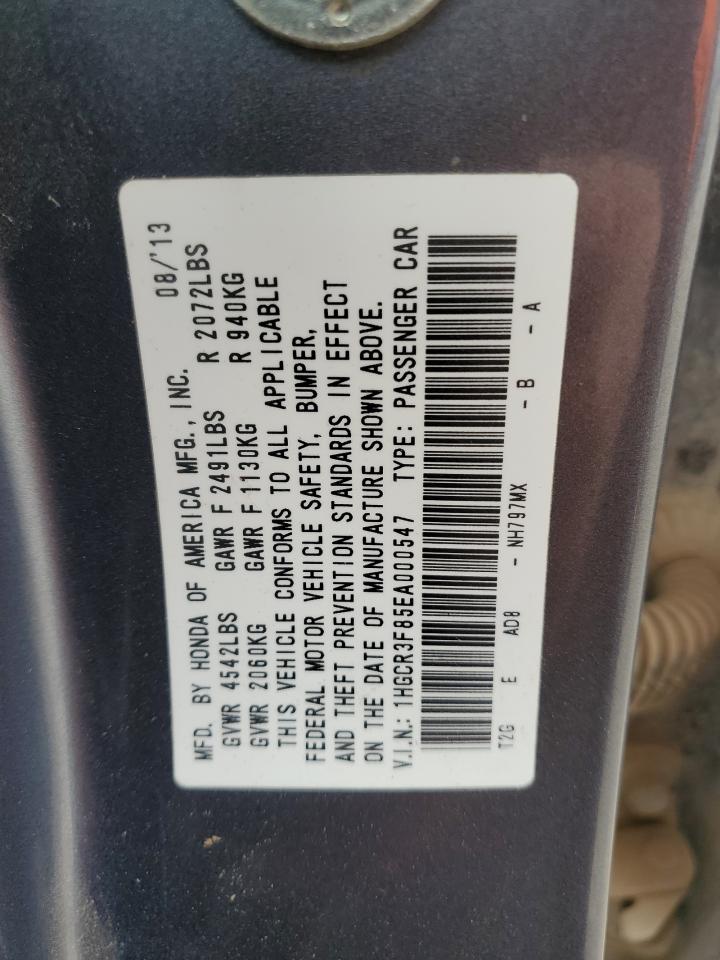 MFD. BY HONDA OF AMERICA MFG., INC. 08/'13
GVWR 4542LBS GAWR F 2491LBS R 2072LBS
GVWR 2060KG GAWR F 1130KG R 940KG
THIS VEHICLE CONFORMS TO ALL APPLICABLE
FEDERAL MOTOR VEHICLE SAFETY, BUMPER,
AND THEFT PREVENTION STANDARDS IN EFFECT
ON THE DATE OF MANUFACTURE SHOWN ABOVE.
V.I.N.: 1HGCR3F85EA000547 TYPE: PASSENGER CAR
T2G E AD8 - NH797MX - B - A